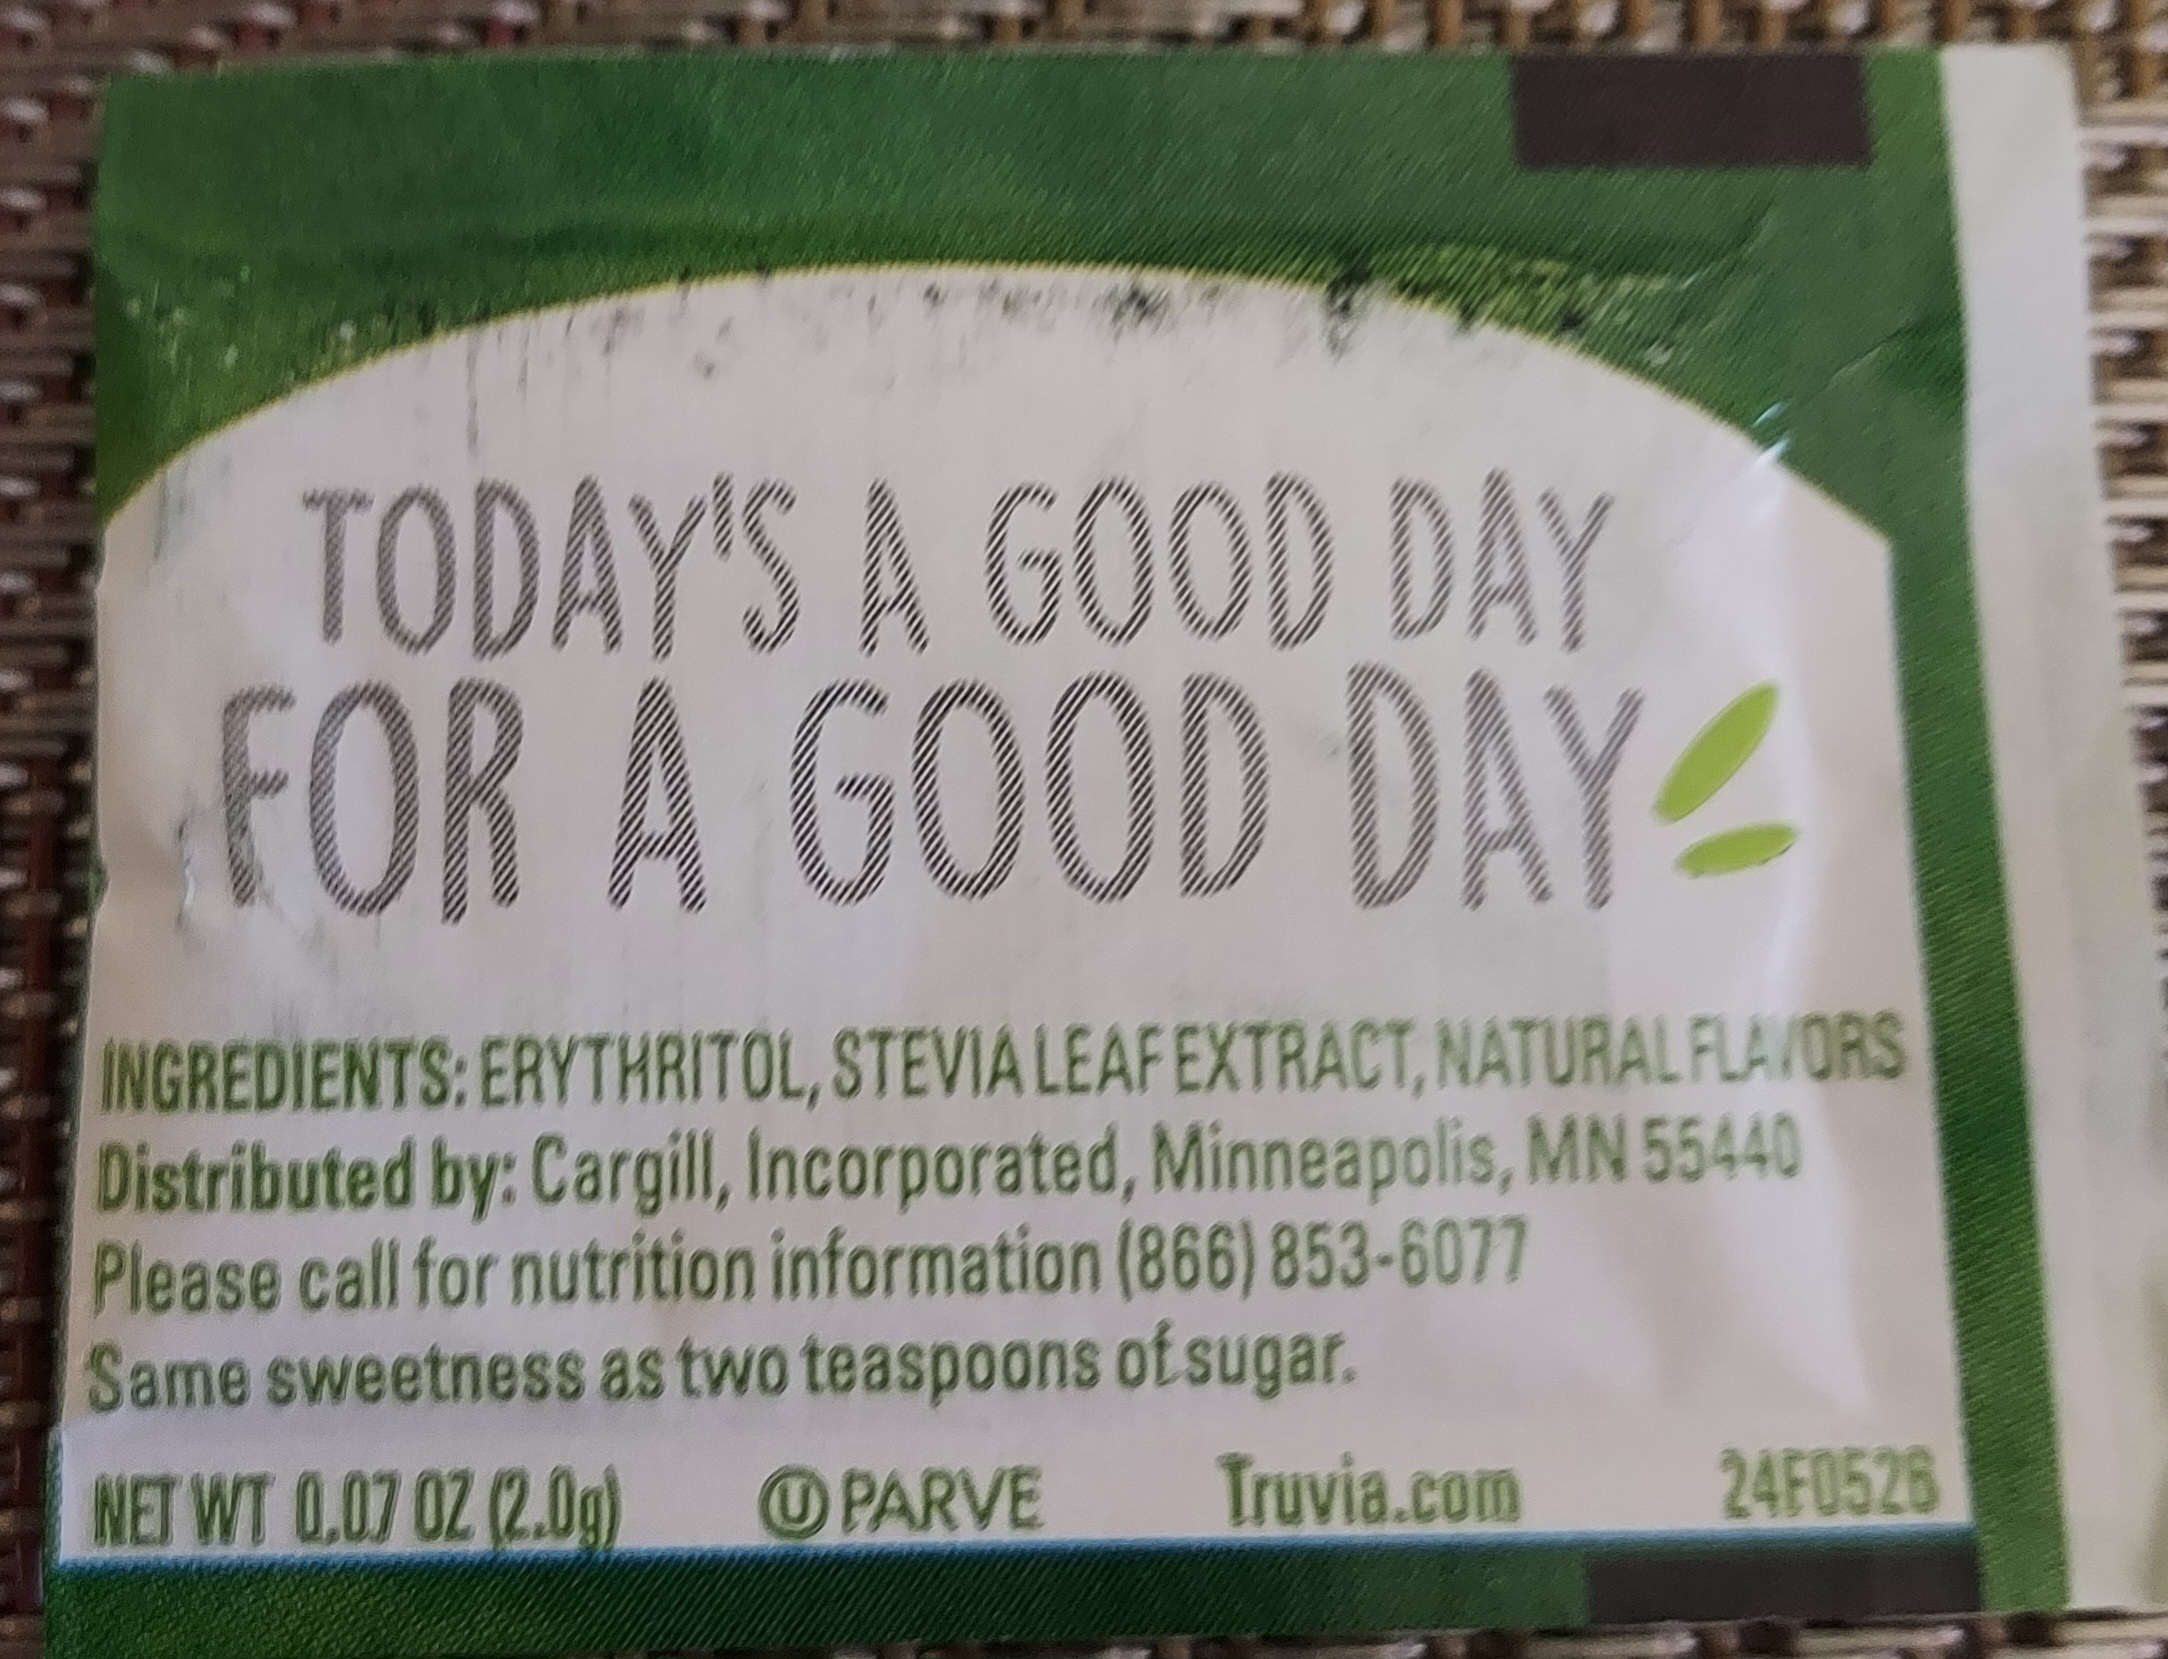 TODAY'S A GOOD DAY
FOR A GOOD DAY
INGREDIENTS: ERYTHRITOL, STEVIA LEAF EXTRACT, NATURAL FLAVORS
Distributed by: Cargill, Incorporated, Minneapolis, MN 55440
Please call for nutrition information (866) 853-6077
Same sweetness as two teaspoons of sugar.
NET WT 0.07 OZ (2.0g) Ⓤ PARVE Truvia.com 24F0526